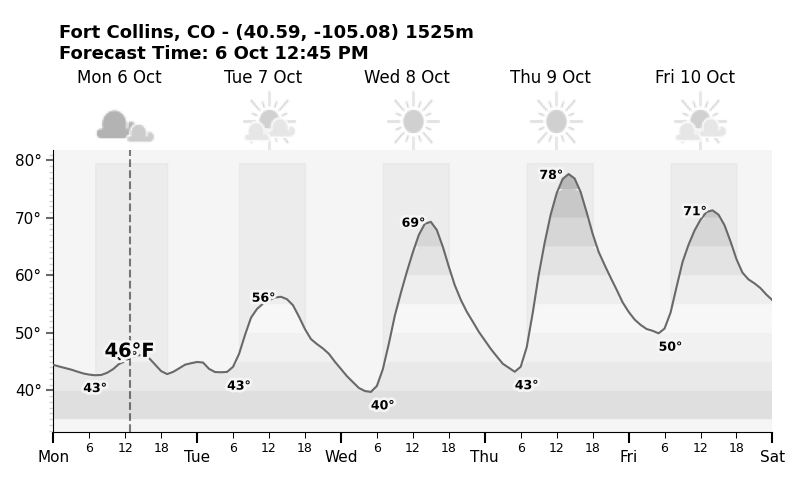 Fort Collins, CO - (40.59, -105.08) 1525m
Forecast Time: 6 Oct 12:45 PM
Mon 6 Oct Tue 7 Oct Wed 8 Oct Thu 9 Oct Fri 10 Oct
80°
78°
70°
71°
69°
60°
56°
50°
50°
46°F
43°
43°
43°
40°
40°
6 12 18 6 12 18 6 12 18 6 12 18 6 12 18
Mon Tue Wed Thu Fri Sat